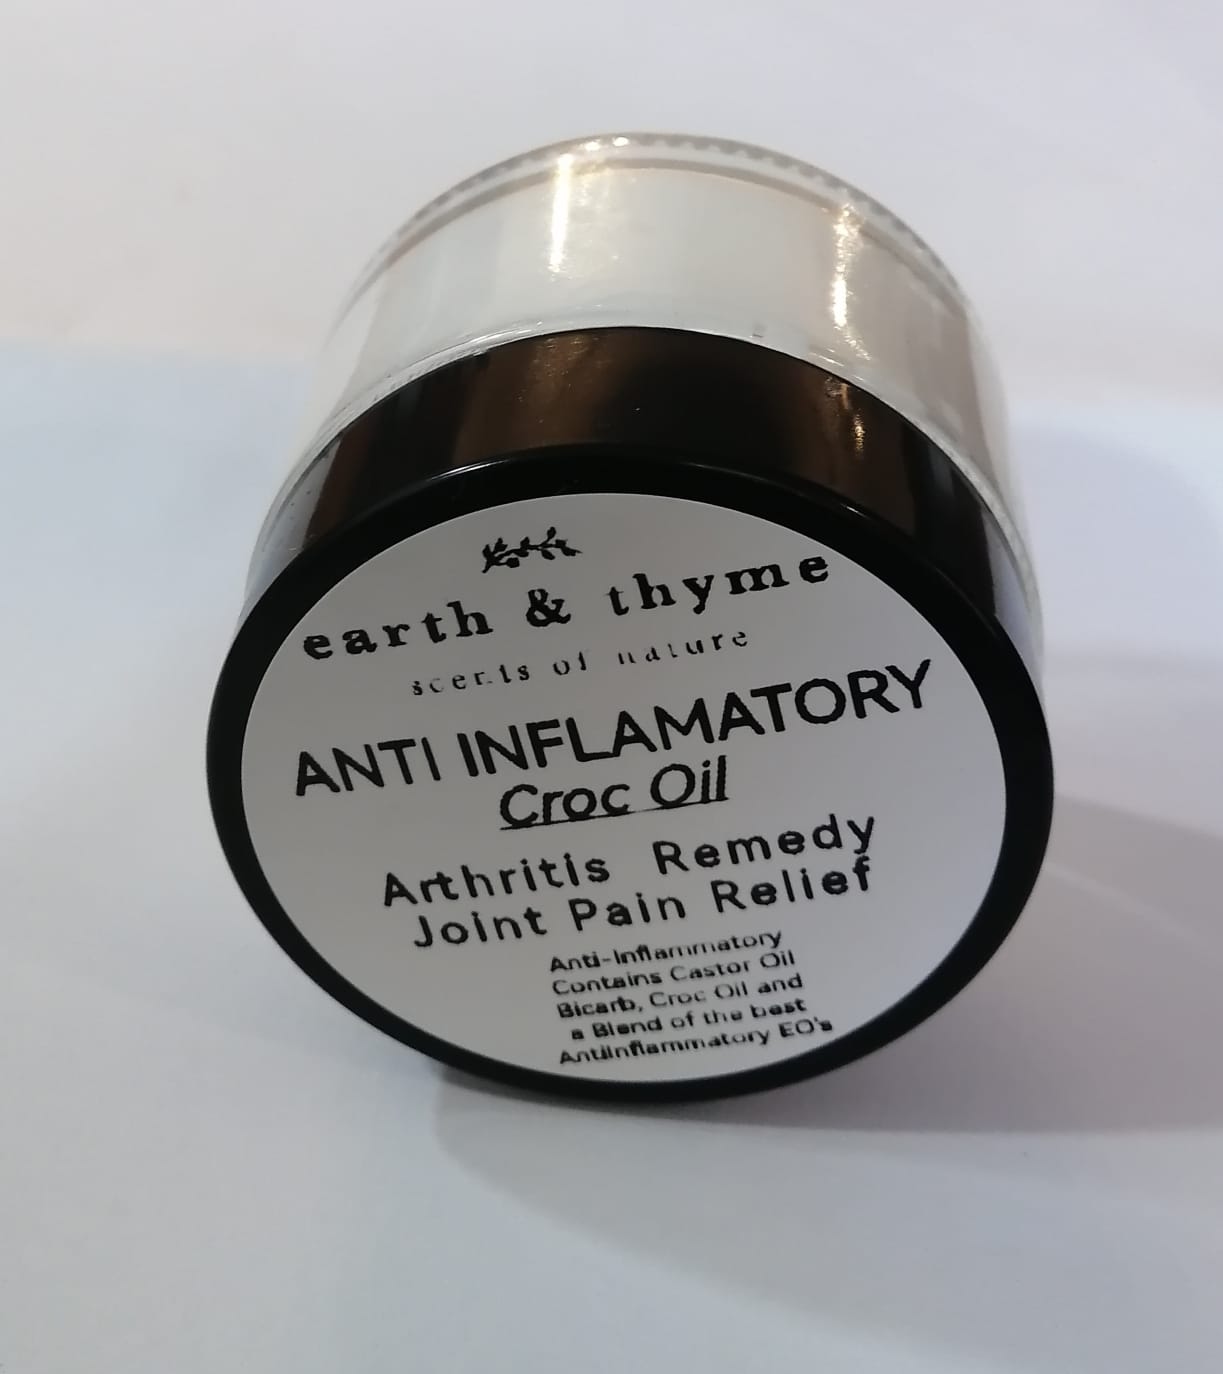 earth & thyme
scents of nature
ANTI INFLAMATORY
Croc Oil
Arthritis Remedy
Joint Pain Relief
Anti-Inflammatory
Contains Castor Oil
Bicarb, Croc Oil and
a Blend of the best
AntiInflammatory EO's